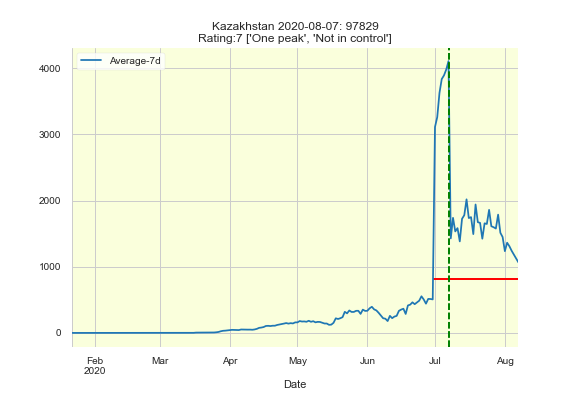 Kazakhstan 2020-08-07: 97829
Rating:7 ['One peak', 'Not in control']
Average-7d
4000
3000
2000
1000
0
Feb
2020
Mar
Apr
May
Jun
Jul
Aug
Date